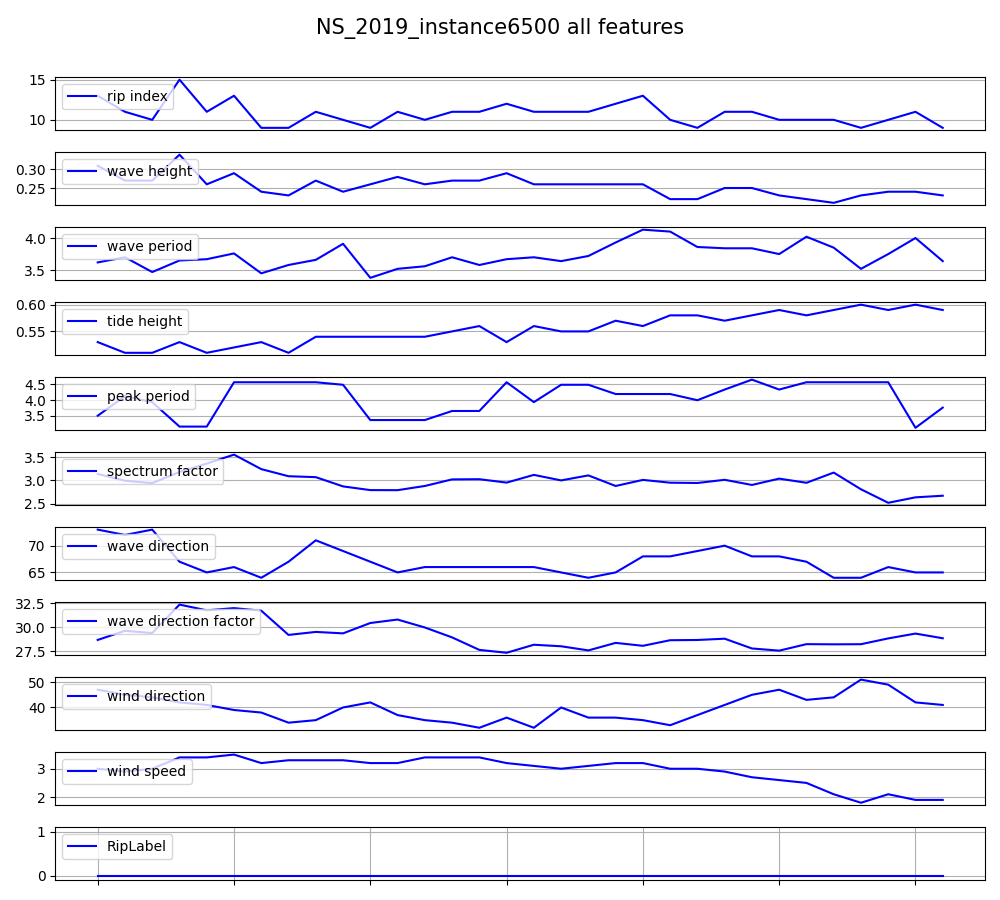 NS_2019_instance6500 all features
15
10
rip index
0.30
0.25
wave height
4.0
3.5
wave period
0.60
0.55
tide height
4.5
4.0
3.5
peak period
3.5
3.0
2.5
spectrum factor
70
65
wave direction
32.5
30.0
27.5
wave direction factor
50
40
wind direction
3
2
wind speed
1
0
RipLabel